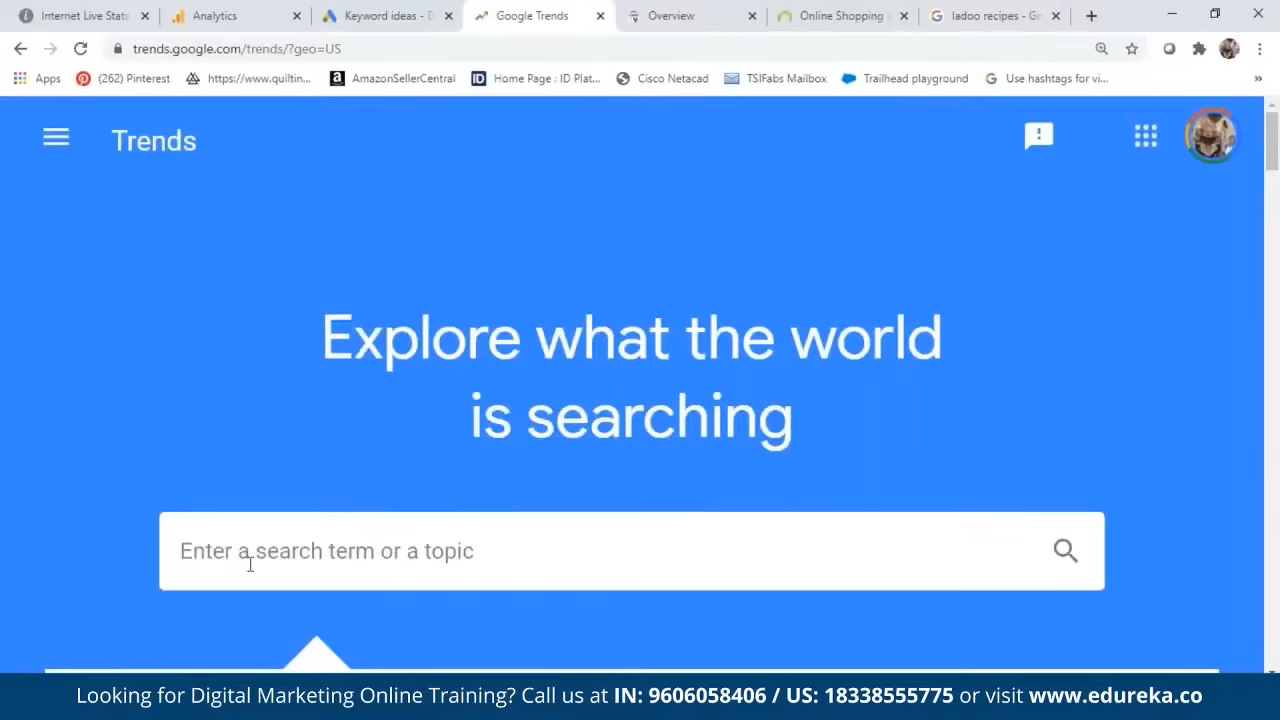 Internet Live Stats
Analytics
Keyword ideas - D
Google Trends
Overview
Online Shopping
ladoo recipes - Go
trends.google.com/trends/?geo=US
Apps
(262) Pinterest
https://www.quiltin...
AmazonSellerCentral
ID
Home Page : ID Plat...
Cisco Netacad
TSIFabs Mailbox
Trailhead playground
Use hashtags for vi...
Trends
Explore what the world
is searching
Enter a search term or a topic
Looking for Digital Marketing Online Training? Call us at IN: 9606058406 / US: 18338555775 or visit www.edureka.co